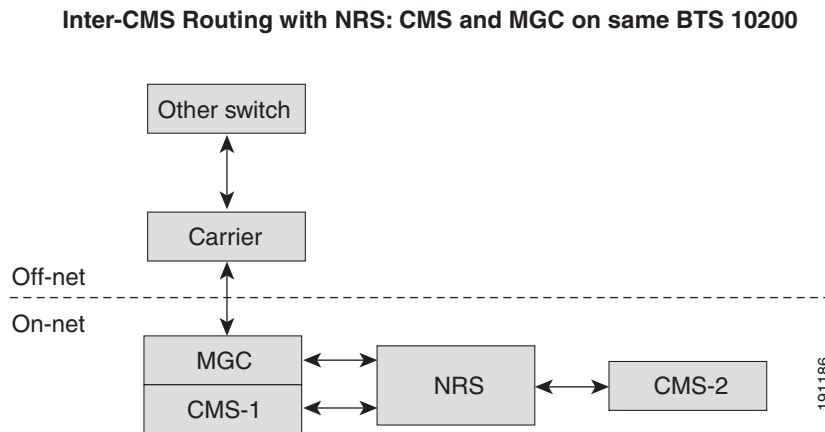 Inter-CMS Routing with NRS: CMS and MGC on same BTS 10200
Other switch
Carrier
Off-net
On-net
MGC
NRS
CMS-2
CMS-1
191186